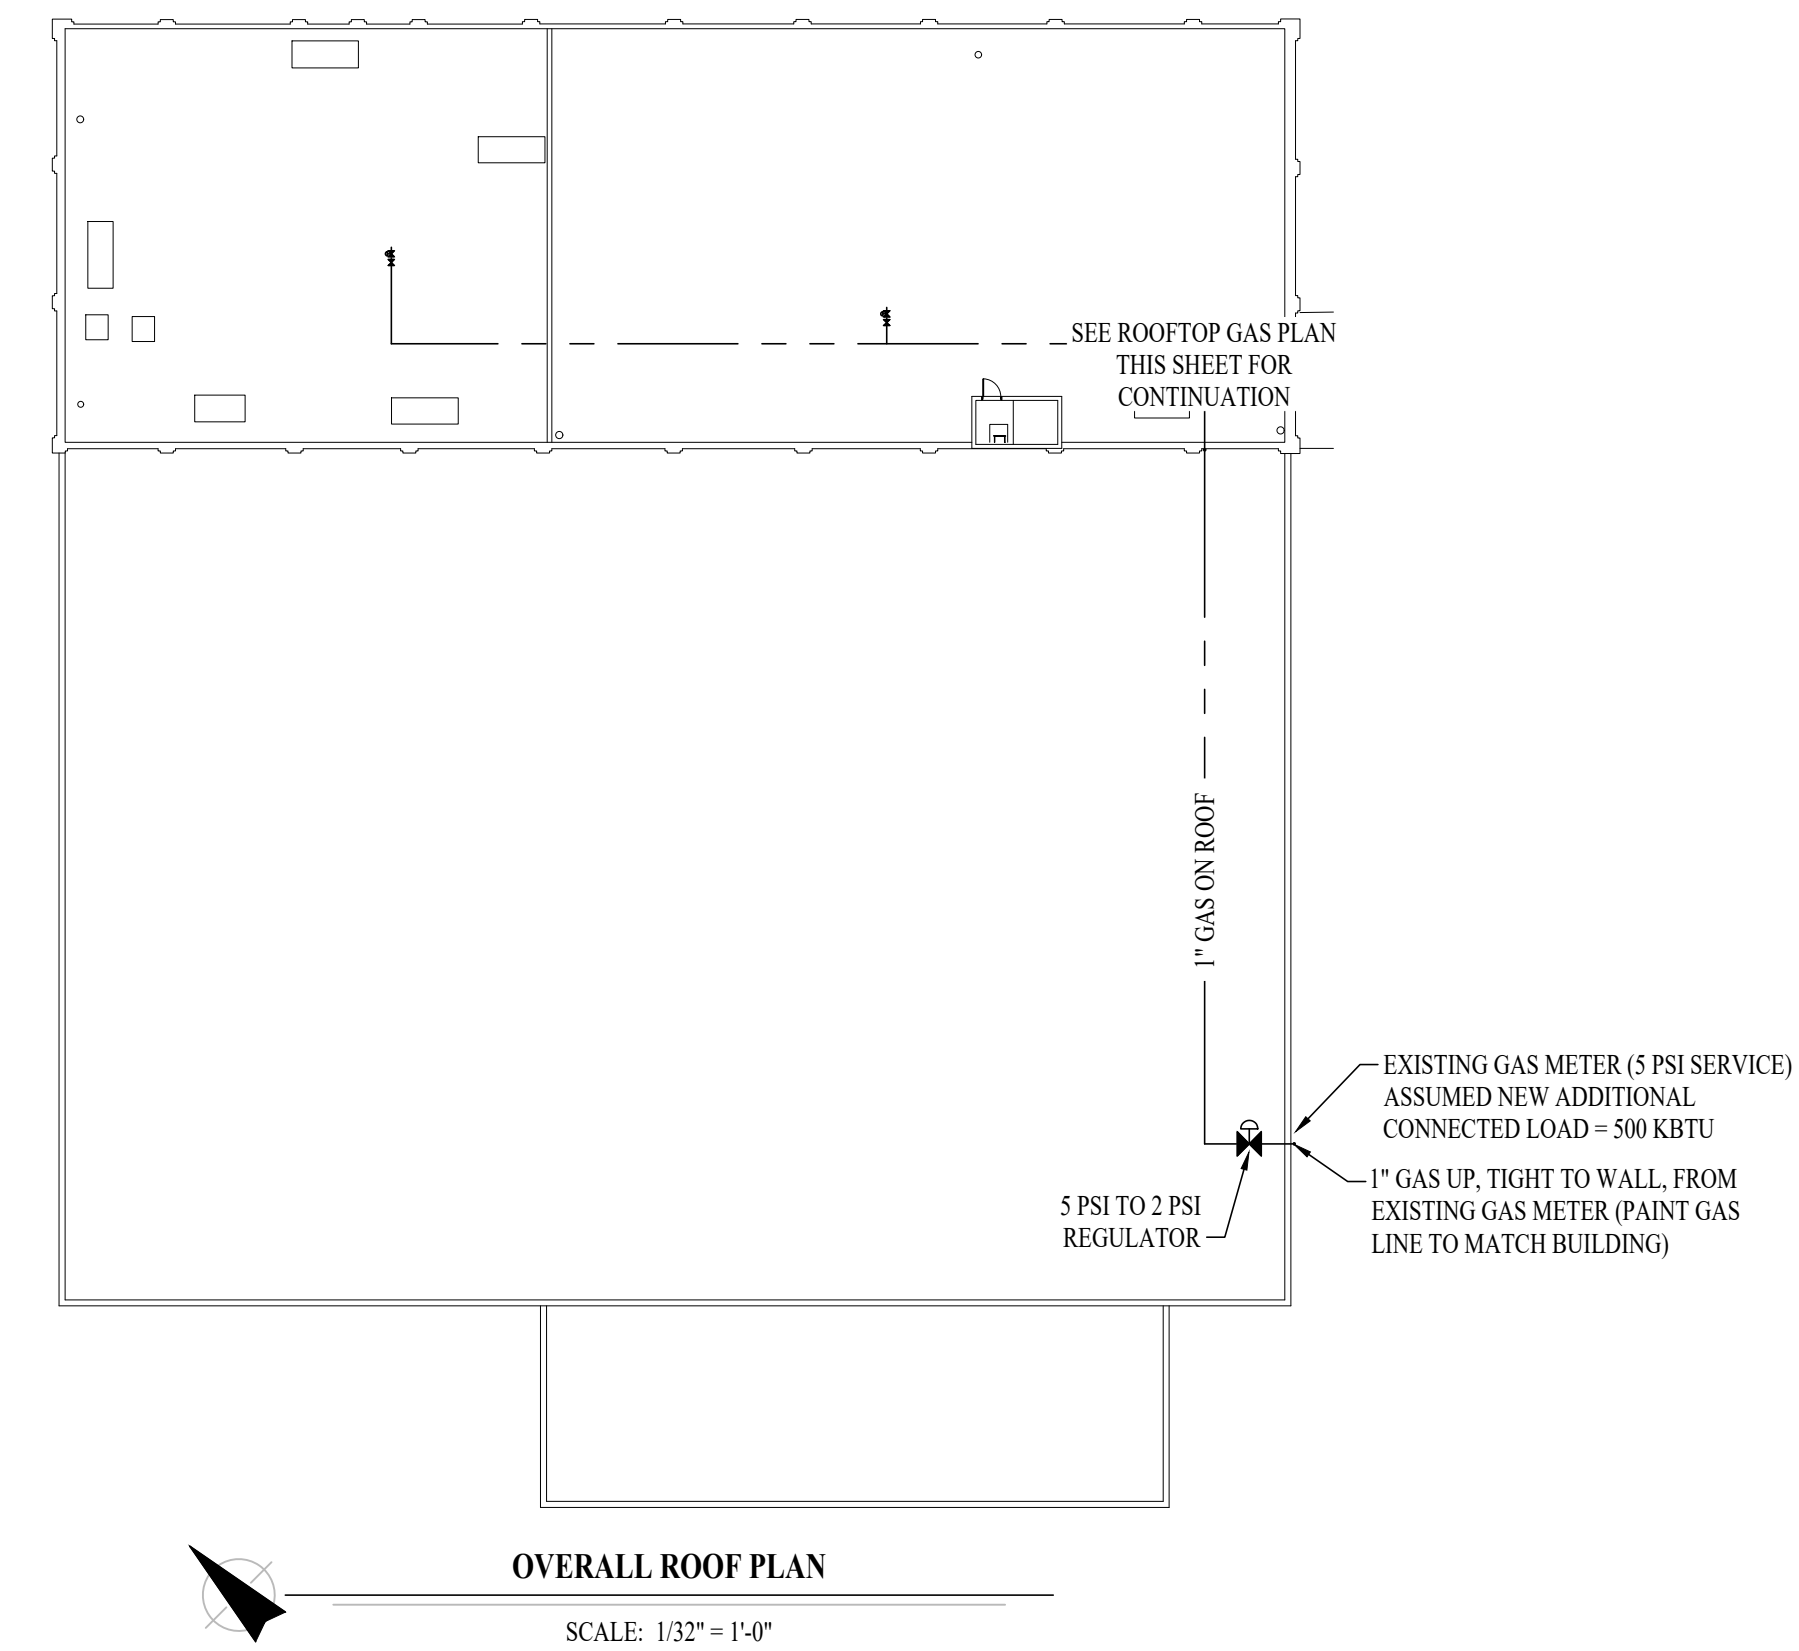 SEE ROOFTOP GAS PLAN
THIS SHEET FOR
CONTINUATION
1" GAS ON ROOF
EXISTING GAS METER (5 PSI SERVICE)
ASSUMED NEW ADDITIONAL
CONNECTED LOAD = 500 KBTU
1" GAS UP, TIGHT TO WALL, FROM
EXISTING GAS METER (PAINT GAS
LINE TO MATCH BUILDING)
5 PSI TO 2 PSI
REGULATOR
OVERALL ROOF PLAN
SCALE: 1/32" = 1'-0"